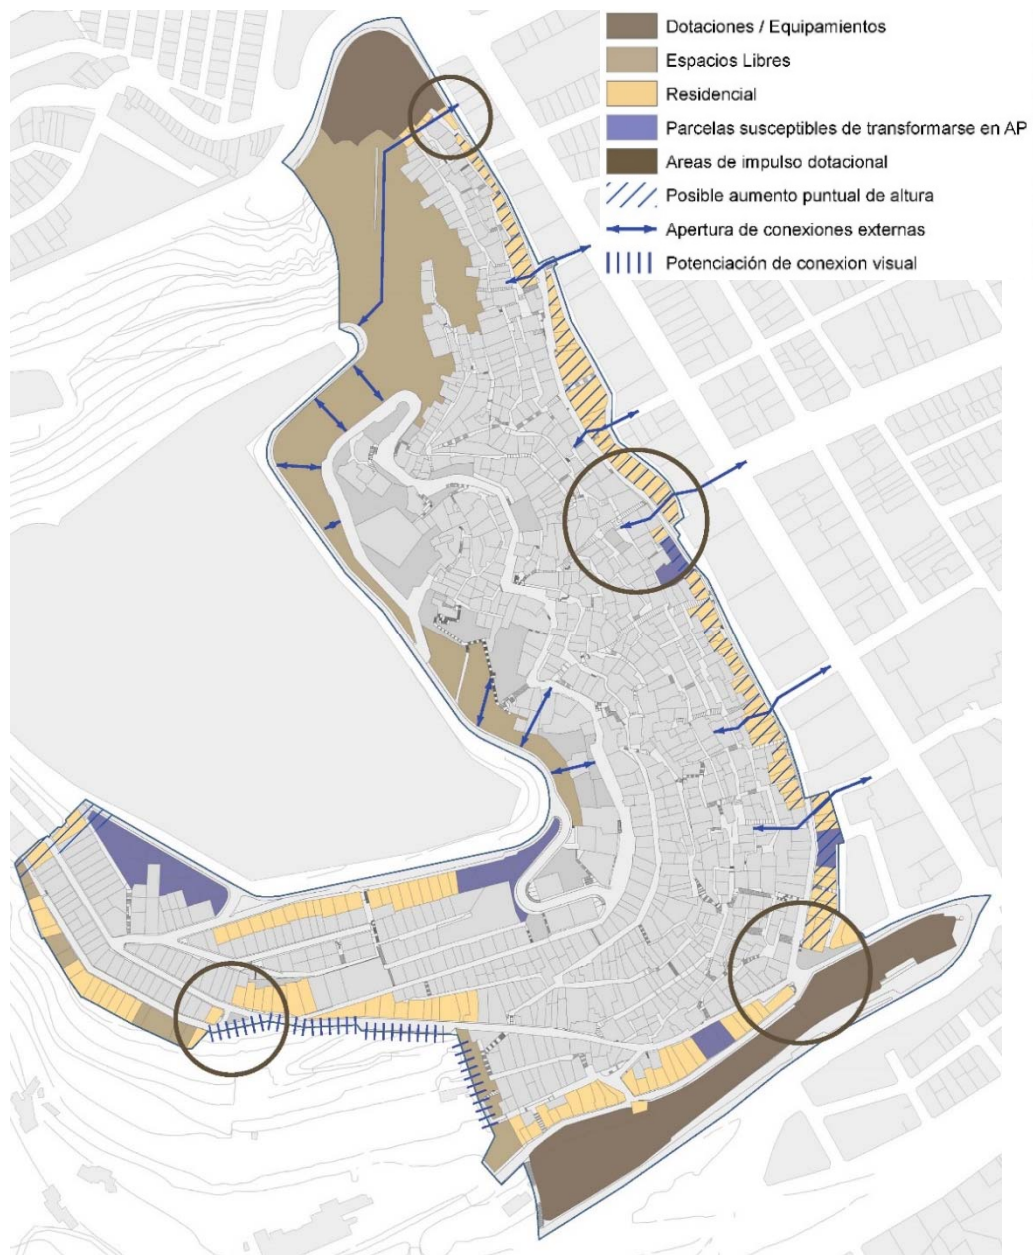 Dotaciones / Equipamientos
Espacios Libres
Residencial
Parcelas susceptibles de transformarse en AP
Areas de impulso dotacional
Posible aumento puntual de altura
Apertura de conexiones externas
Potenciación de conexion visual